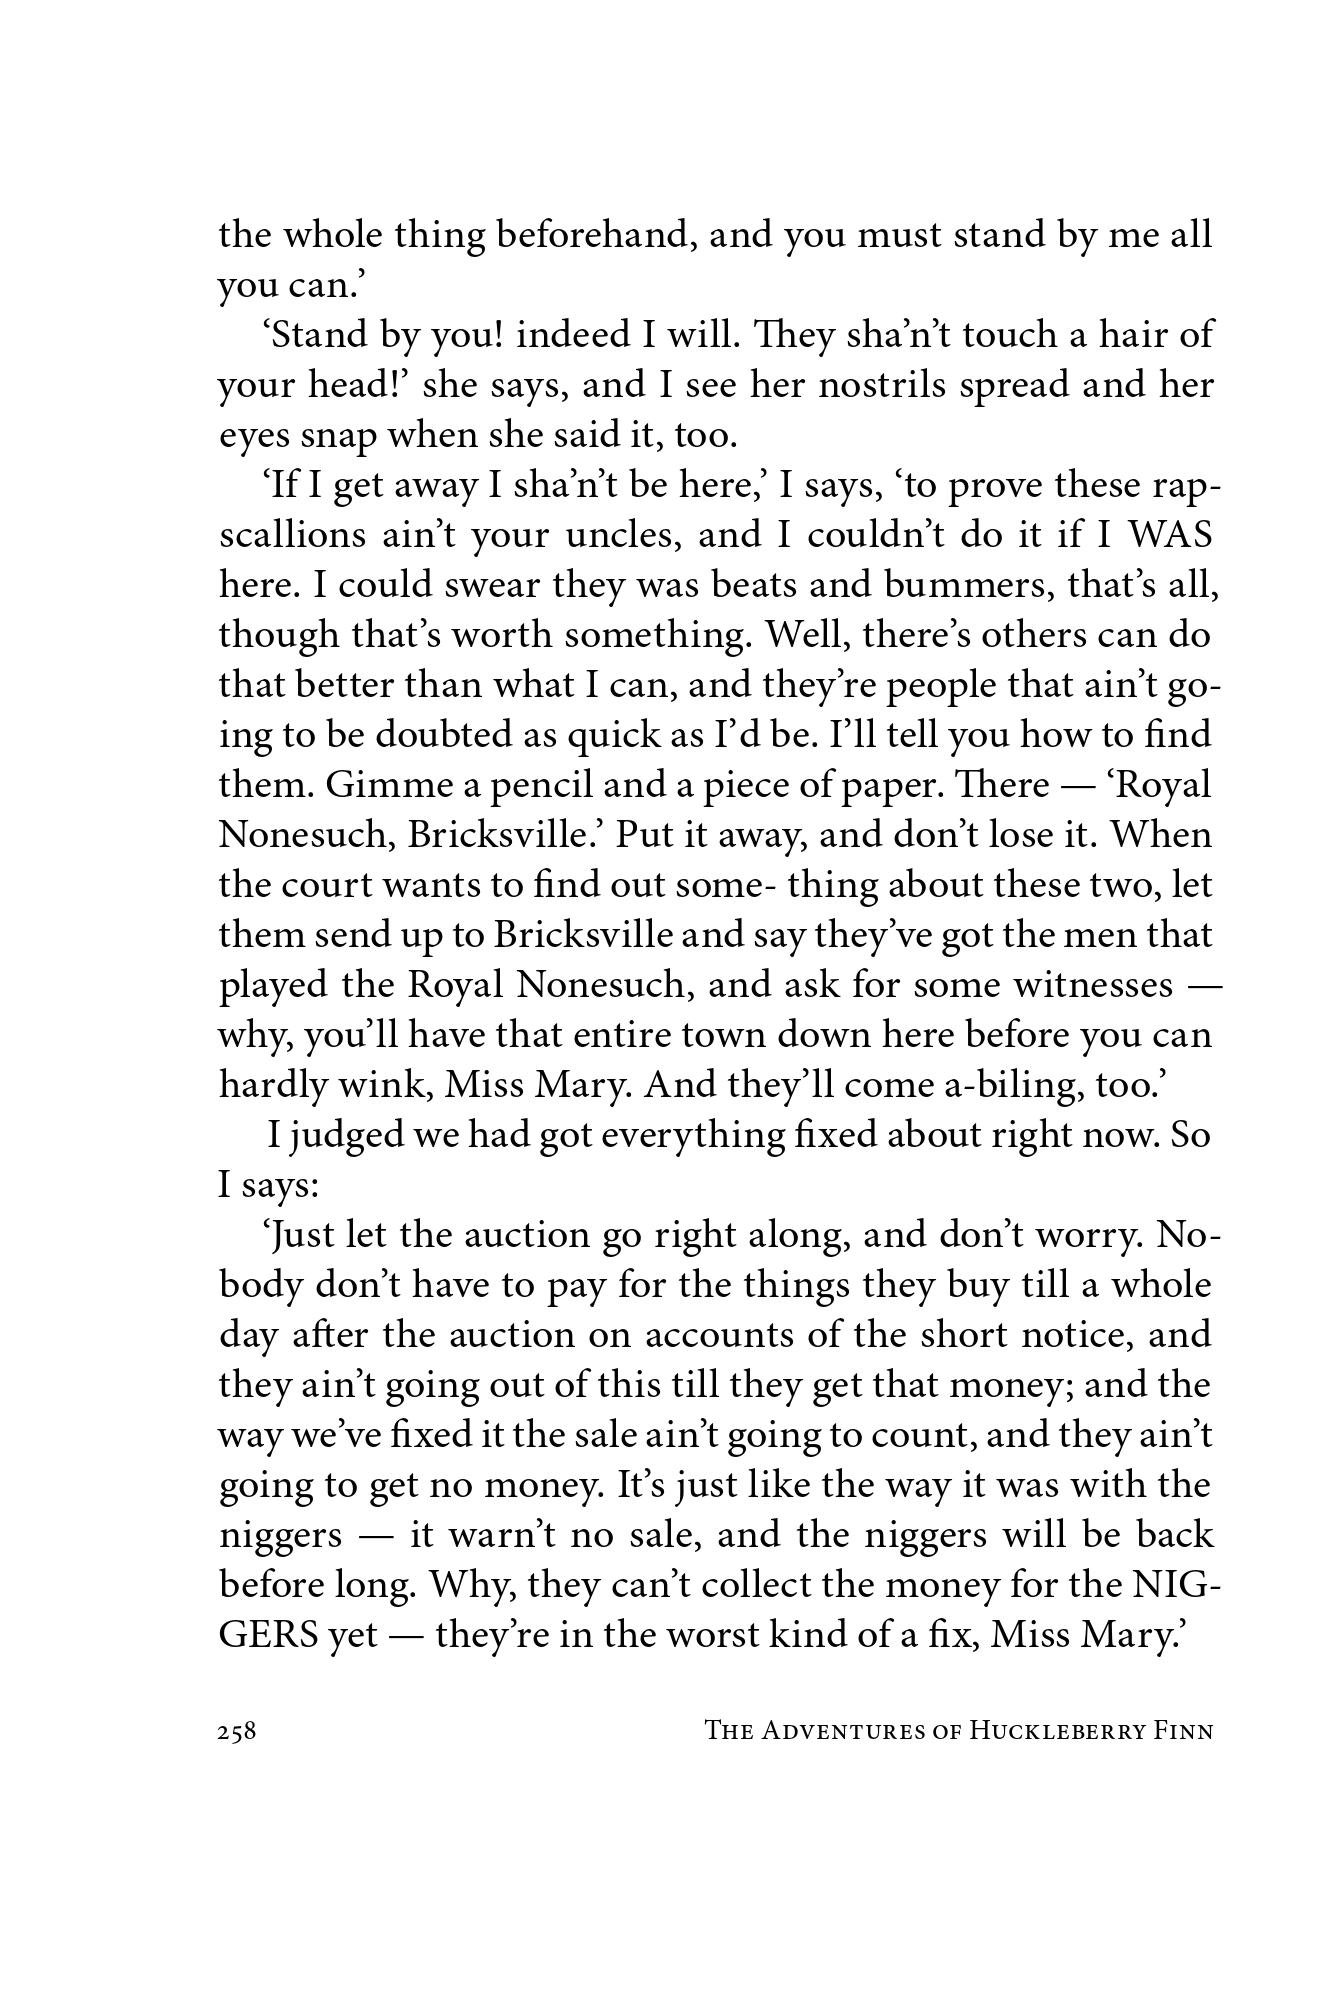 the whole thing beforehand, and you must stand by me all
you can.’
‘Stand by you! indeed I will. They sha’n’t touch a hair of
your head!’ she says, and I see her nostrils spread and her
eyes snap when she said it, too.
‘If I get away I sha’n’t be here,’ I says, ‘to prove these rap-
scallions ain’t your uncles, and I couldn’t do it if I WAS
here. I could swear they was beats and bummers, that’s all,
though that’s worth something. Well, there’s others can do
that better than what I can, and they’re people that ain’t go-
ing to be doubted as quick as I’d be. I’ll tell you how to find
them. Gimme a pencil and a piece of paper. There — ‘Royal
Nonesuch, Bricksville.’ Put it away, and don’t lose it. When
the court wants to find out some- thing about these two, let
them send up to Bricksville and say they’ve got the men that
played the Royal Nonesuch, and ask for some witnesses —
why, you’ll have that entire town down here before you can
hardly wink, Miss Mary. And they’ll come a-biling, too.’
I judged we had got everything fixed about right now. So
I says:
‘Just let the auction go right along, and don’t worry. No-
body don’t have to pay for the things they buy till a whole
day after the auction on accounts of the short notice, and
they ain’t going out of this till they get that money; and the
way we’ve fixed it the sale ain’t going to count, and they ain’t
going to get no money. It’s just like the way it was with the
niggers — it warn’t no sale, and the niggers will be back
before long. Why, they can’t collect the money for the NIG-
GERS yet — they’re in the worst kind of a fix, Miss Mary.’
258 The Adventures of Huckleberry Finn